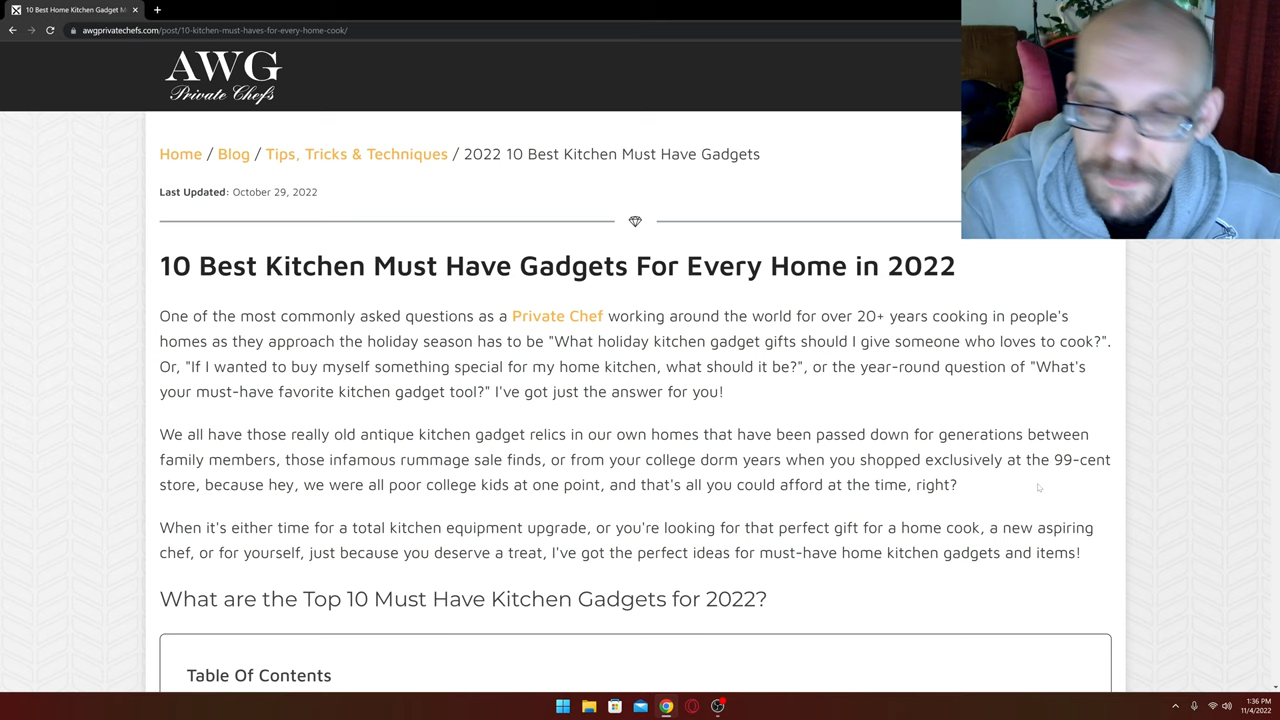 10 Best Home Kitchen Gadget M
awgprivatechefs.com/post/10-kitchen-must-haves-for-every-home-cook/
AWG
Private Chefs
Home / Blog / Tips, Tricks & Techniques / 2022 10 Best Kitchen Must Have Gadgets
Last Updated: October 29, 2022
10 Best Kitchen Must Have Gadgets For Every Home in 2022
One of the most commonly asked questions as a Private Chef working around the world for over 20+ years cooking in people's
homes as they approach the holiday season has to be "What holiday kitchen gadget gifts should I give someone who loves to cook?".
Or, "If I wanted to buy myself something special for my home kitchen, what should it be?", or the year-round question of "What's
your must-have favorite kitchen gadget tool?" I've got just the answer for you!
We all have those really old antique kitchen gadget relics in our own homes that have been passed down for generations between
family members, those infamous rummage sale finds, or from your college dorm years when you shopped exclusively at the 99-cent
store, because hey, we were all poor college kids at one point, and that's all you could afford at the time, right?
When it's either time for a total kitchen equipment upgrade, or you're looking for that perfect gift for a home cook, a new aspiring
chef, or for yourself, just because you deserve a treat, I've got the perfect ideas for must-have home kitchen gadgets and items!
What are the Top 10 Must Have Kitchen Gadgets for 2022?
Table Of Contents
1:36 PM
11/4/2022